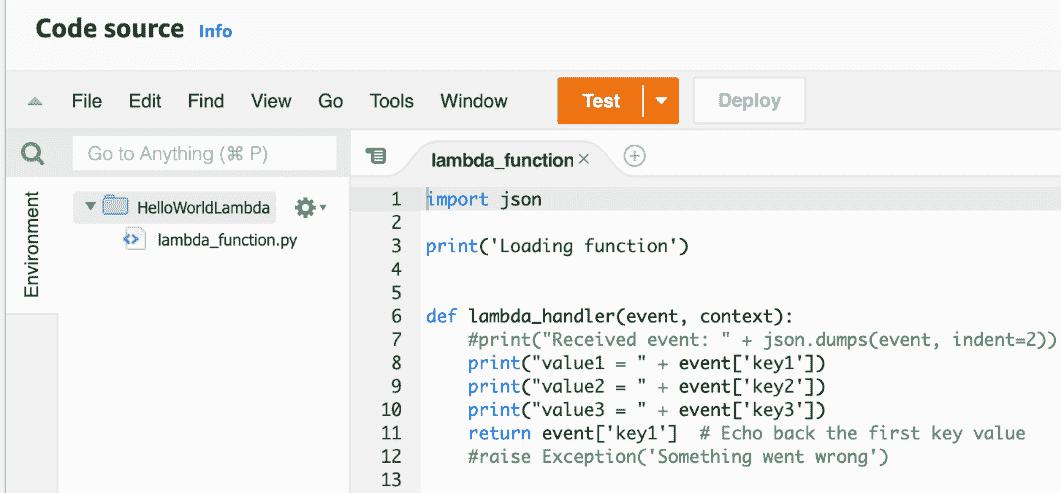 Code source Info
File Edit Find View Go Tools Window Test Deploy
Go to Anything (⌘ P)
lambda_function ×
Environment
HelloWorldLambda
lambda_function.py
1 import json
2
3 print('Loading function')
4
5
6 def lambda_handler(event, context):
7     #print("Received event: " + json.dumps(event, indent=2))
8     print("value1 = " + event['key1'])
9     print("value2 = " + event['key2'])
10     print("value3 = " + event['key3'])
11     return event['key1']  # Echo back the first key value
12     #raise Exception('Something went wrong')
13